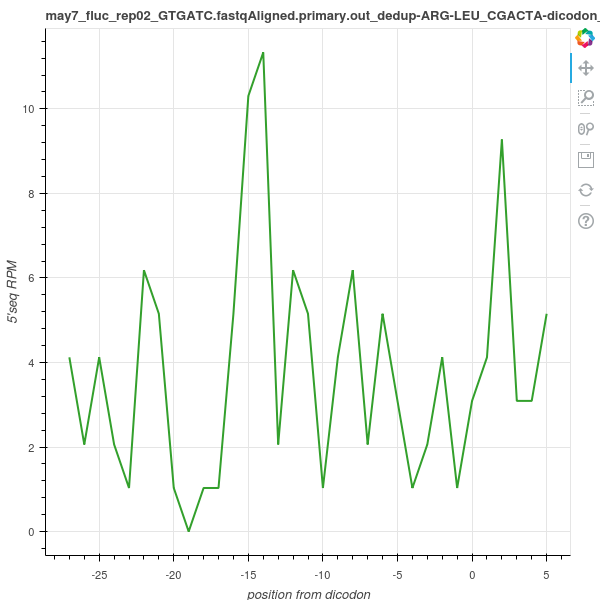 may7_fluc_rep02_GTGATC.fastqAligned.primary.out_dedup-ARG-LEU_CGACTA-dicodon_
10
8
6
4
2
0
5'seq RPM
-25 -20 -15 -10 -5 0 5
position from dicodon